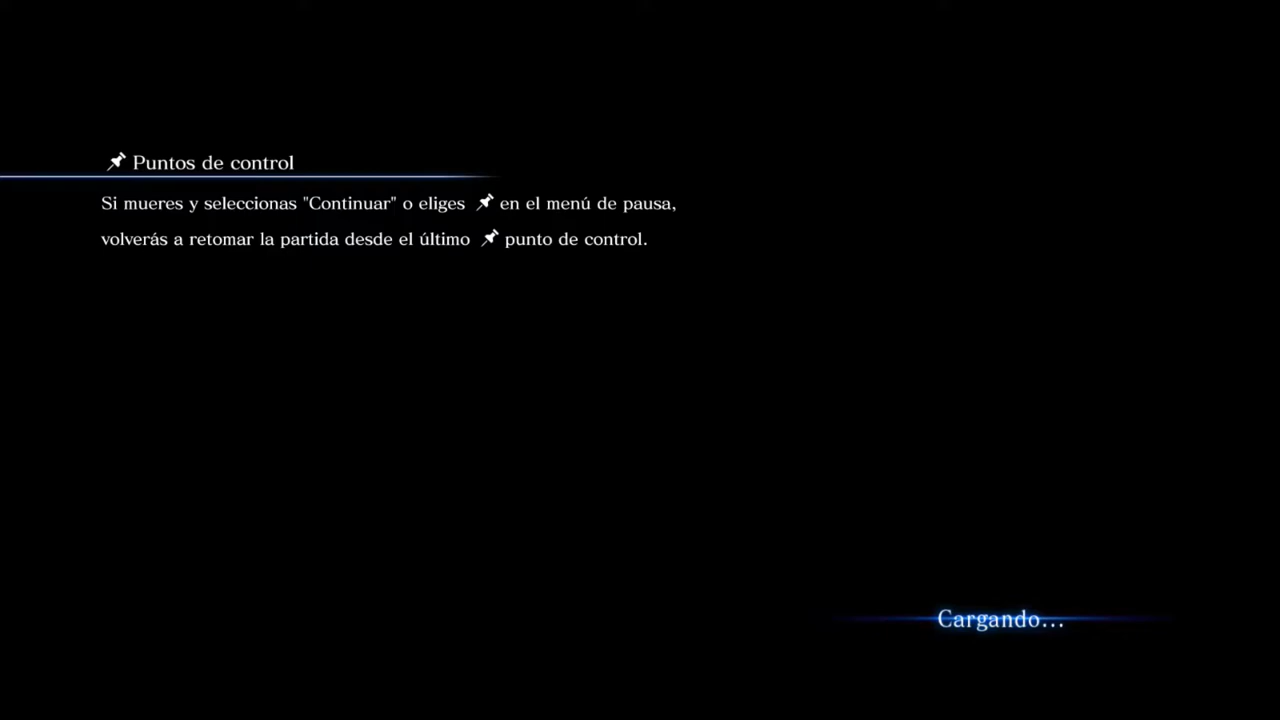 Puntos de control
Si mueres y seleccionas "Continuar" o eliges en el menú de pausa,
volverás a retomar la partida desde el último punto de control.
Cargando...